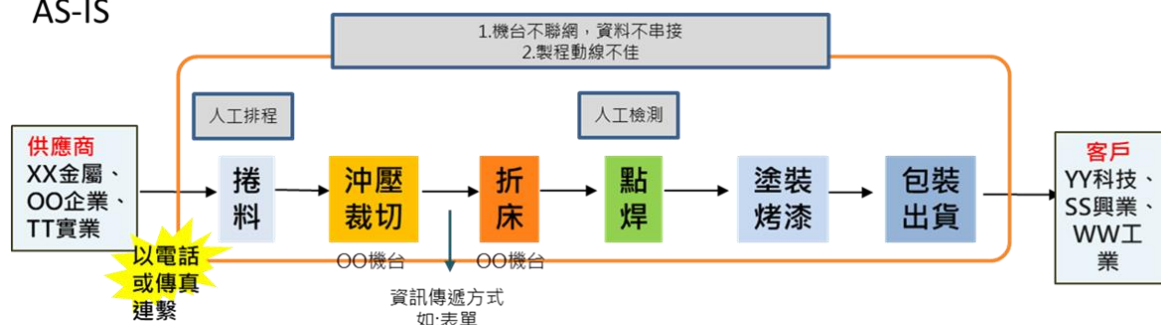 AS-IS
1.機台不聯網，資料不串接
2.製程動線不佳
人工排程
人工檢測
供應商
XX金屬、
OO企業、
TT實業
捲
料
沖壓
裁切
折
床
點
焊
塗裝
烤漆
包裝
出貨
客戶
YY科技、
SS興業、
WW工
業
以電話
或傳真
連繫
OO機台
OO機台
資訊傳遞方式
如:表單